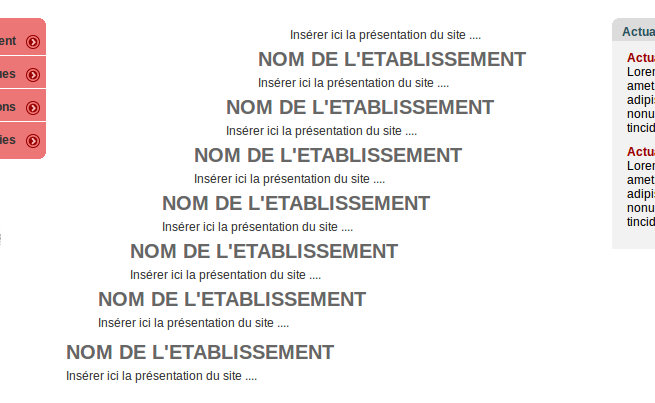 ent
ues
ons
ies
Insérer ici la présentation du site ....
NOM DE L'ETABLISSEMENT
Insérer ici la présentation du site ....
NOM DE L'ETABLISSEMENT
Insérer ici la présentation du site ....
NOM DE L'ETABLISSEMENT
Insérer ici la présentation du site ....
NOM DE L'ETABLISSEMENT
Insérer ici la présentation du site ....
NOM DE L'ETABLISSEMENT
Insérer ici la présentation du site ....
NOM DE L'ETABLISSEMENT
Insérer ici la présentation du site ....
NOM DE L'ETABLISSEMENT
Insérer ici la présentation du site ....
Actua
Actua
Lorem
amet
adipis
nonu
tincid
Actua
Lorem
amet
adipis
nonu
tincid